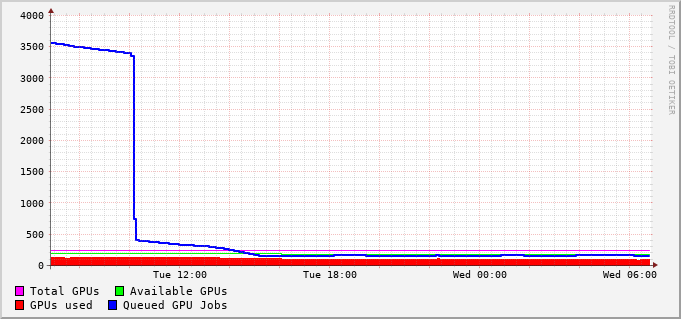 4000
3500
3000
2500
2000
1500
1000
500
0
Tue 12:00 Tue 18:00 Wed 00:00 Wed 06:00
Total GPUs Available GPUs
GPUs used Queued GPU Jobs
RRDTOOL / TOBI OETIKER